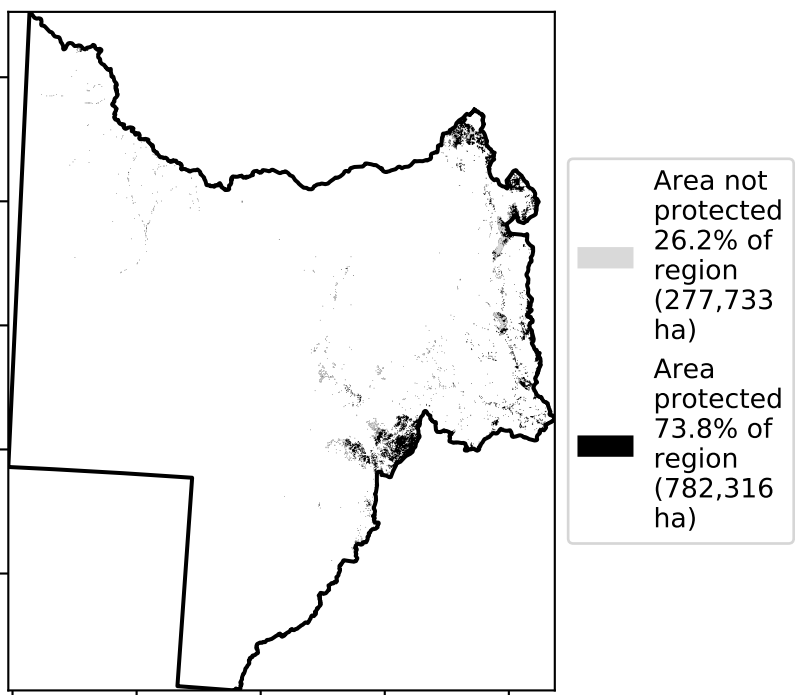 Area not
protected
26.2% of
region
(277,733
ha)
Area
protected
73.8% of
region
(782,316
ha)